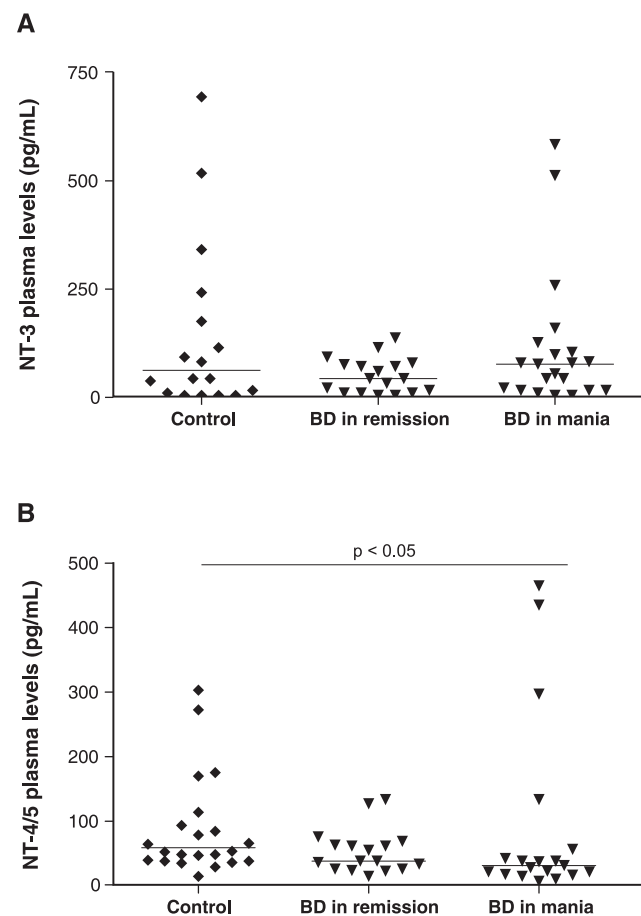 A
NT-3 plasma levels (pg/mL)
750
500
250
0
Control
BD in remission
BD in mania
B
p < 0.05
NT-4/5 plasma levels (pg/mL)
500
400
300
200
100
0
Control
BD in remission
BD in mania